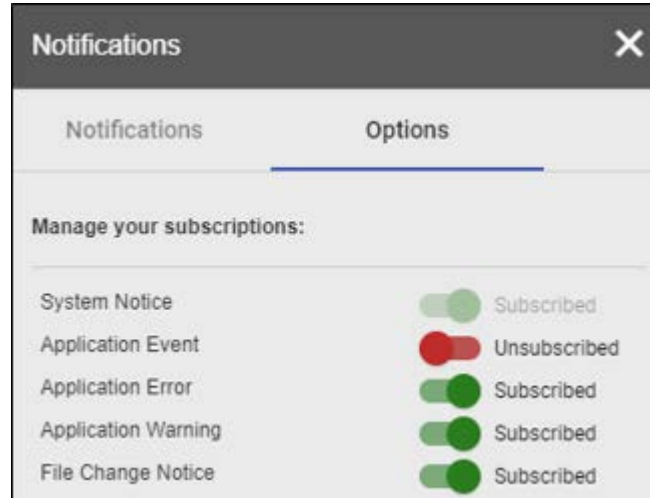 Notifications
Notifications Options
Manage your subscriptions:
System Notice Subscribed
Application Event Unsubscribed
Application Error Subscribed
Application Warning Subscribed
File Change Notice Subscribed